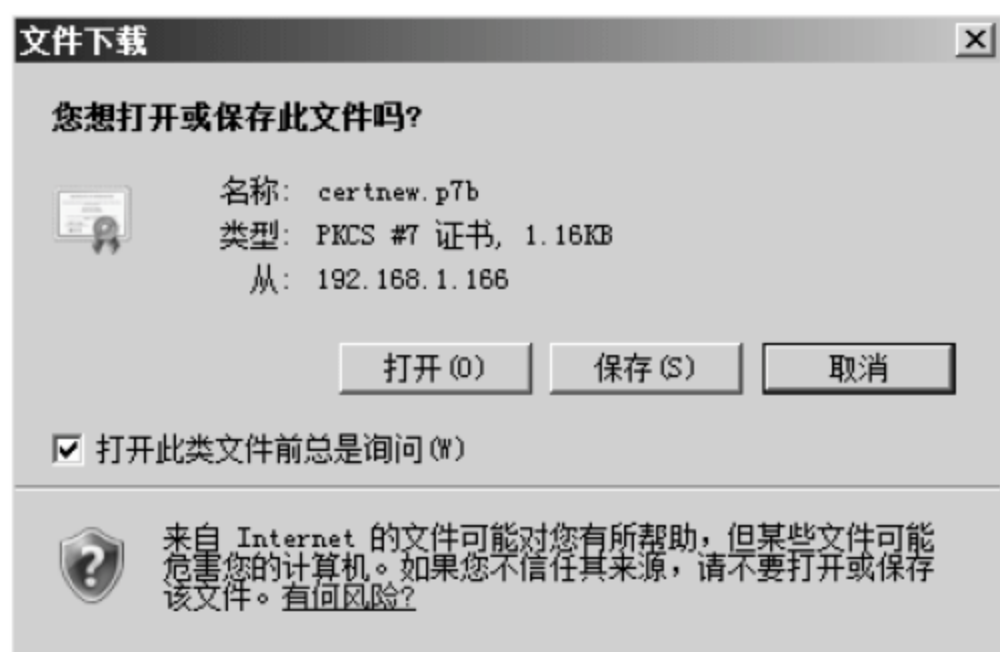 文件下载
您想打开或保存此文件吗?
名称: certnew.p7b
类型: PKCS #7 证书, 1.16KB
从: 192.168.1.166
打开(O) 保存(S) 取消
打开此类文件前总是询问(W)
来自 Internet 的文件可能对您有所帮助，但某些文件可能
危害您的计算机。如果您不信任其来源，请不要打开或保存
该文件。有何风险?